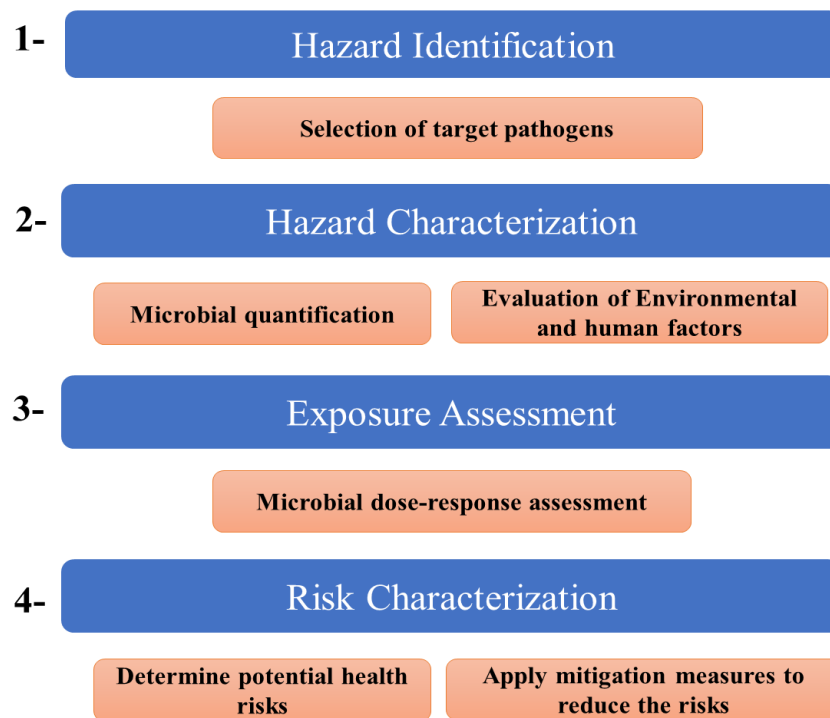 1-
Hazard Identification
Selection of target pathogens
2-
Hazard Characterization
Microbial quantification
Evaluation of Environmental
and human factors
3-
Exposure Assessment
Microbial dose-response assessment
4-
Risk Characterization
Determine potential health
risks
Apply mitigation measures to
reduce the risks